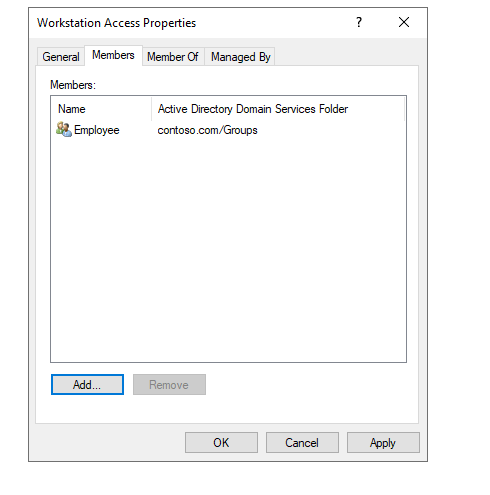 Workstation Access Properties ?
General Members Member Of Managed By
Members:
Name Active Directory Domain Services Folder
Employee contoso.com/Groups
Add... Remove
OK Cancel Apply